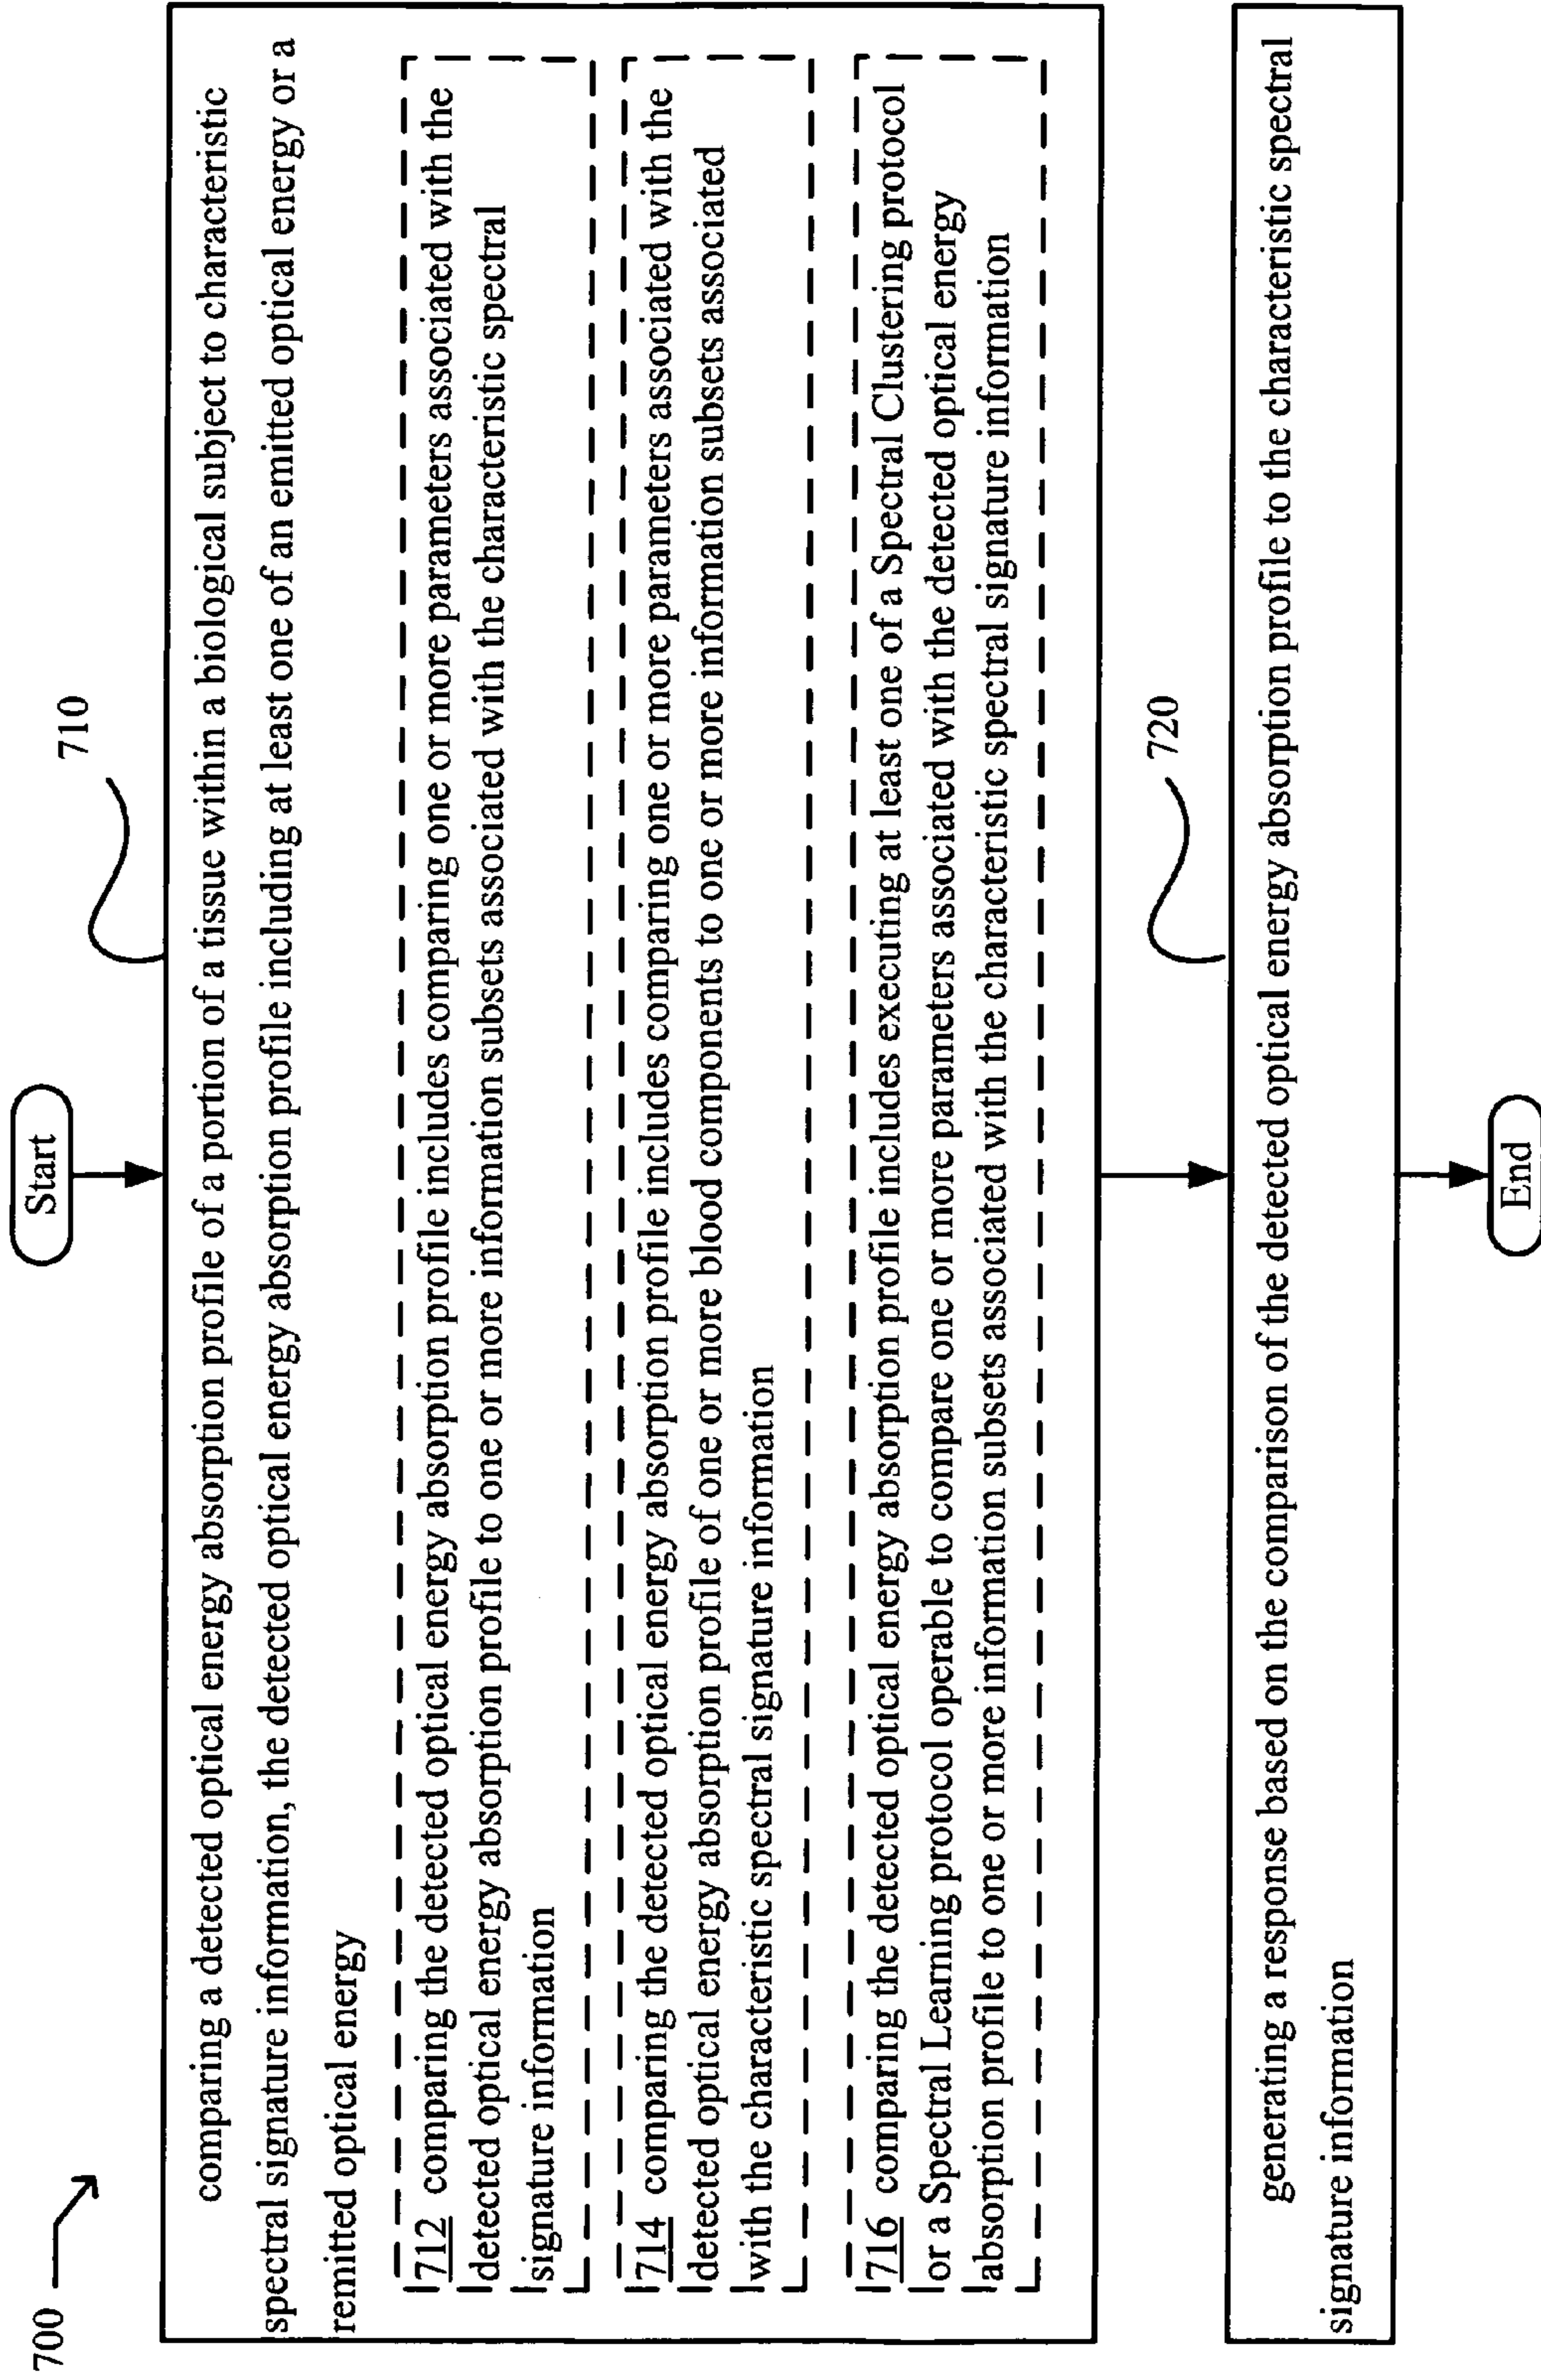 700
Start
710
comparing a detected optical energy absorption profile of a portion of a tissue within a biological subject to characteristic
spectral signature information, the detected optical energy absorption profile including at least one of an emitted optical energy or a
remitted optical energy
712 comparing the detected optical energy absorption profile includes comparing one or more parameters associated with the
detected optical energy absorption profile to one or more information subsets associated with the characteristic spectral
signature information
714 comparing the detected optical energy absorption profile includes comparing one or more parameters associated with the
detected optical energy absorption profile of one or more blood components to one or more information subsets associated
with the characteristic spectral signature information
716 comparing the detected optical energy absorption profile includes executing at least one of a Spectral Clustering protocol
or a Spectral Learning protocol operable to compare one or more parameters associated with the detected optical energy
absorption profile to one or more information subsets associated with the characteristic spectral signature information
720
generating a response based on the comparison of the detected optical energy absorption profile to the characteristic spectral
signature information
End